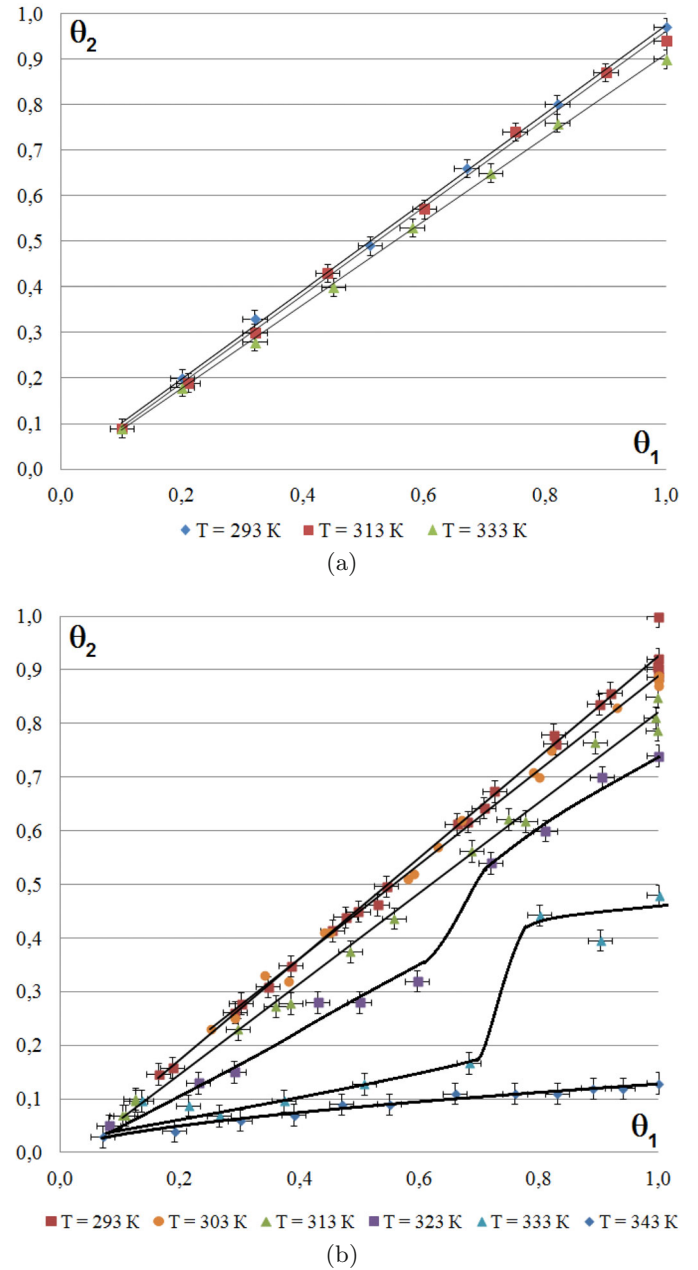 θ2
1,0
0,9
0,8
0,7
0,6
0,5
0,4
0,3
0,2
0,1
0,0
θ1
0,0 0,2 0,4 0,6 0,8 1,0
T = 293 K T = 313 K T = 333 K
(a)
θ2
1,0
0,9
0,8
0,7
0,6
0,5
0,4
0,3
0,2
0,1
0,0
θ1
0,0 0,2 0,4 0,6 0,8 1,0
T = 293 K T = 303 K T = 313 K T = 323 K T = 333 K T = 343 K
(b)